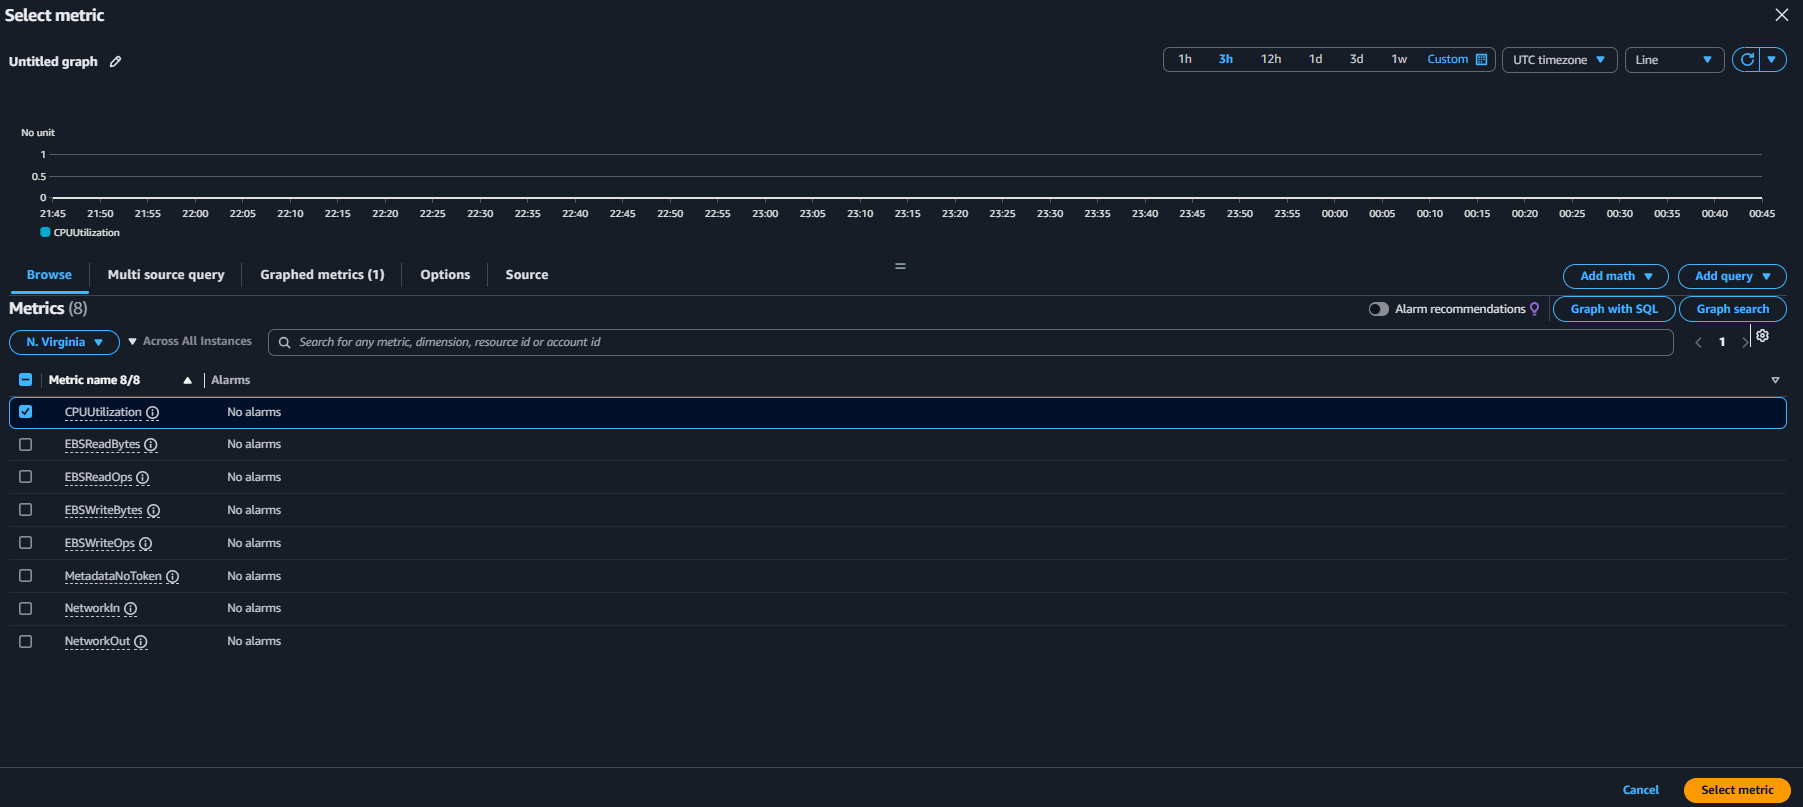 Select metric
Untitled graph
1h 3h 12h 1d 3d 1w Custom UTC timezone Line
No unit
1
0.5
0
21:45 21:50 21:55 22:00 22:05 22:10 22:15 22:20 22:25 22:30 22:35 22:40 22:45 22:50 22:55 23:00 23:05 23:10 23:15 23:20 23:25 23:30 23:35 23:40 23:45 23:50 23:55 00:00 00:05 00:10 00:15 00:20 00:25 00:30 00:35 00:40 00:45
CPUUtilization
Browse Multi source query Graphed metrics (1) Options Source Add math Add query
Metrics (8) Alarm recommendations Graph with SQL Graph search
N. Virginia Across All Instances Search for any metric, dimension, resource id or account id 1
Metric name 8/8 Alarms
CPUUtilization No alarms
EBSReadBytes No alarms
EBSReadOps No alarms
EBSWriteBytes No alarms
EBSWriteOps No alarms
MetadataNoToken No alarms
NetworkIn No alarms
NetworkOut No alarms
Cancel Select metric